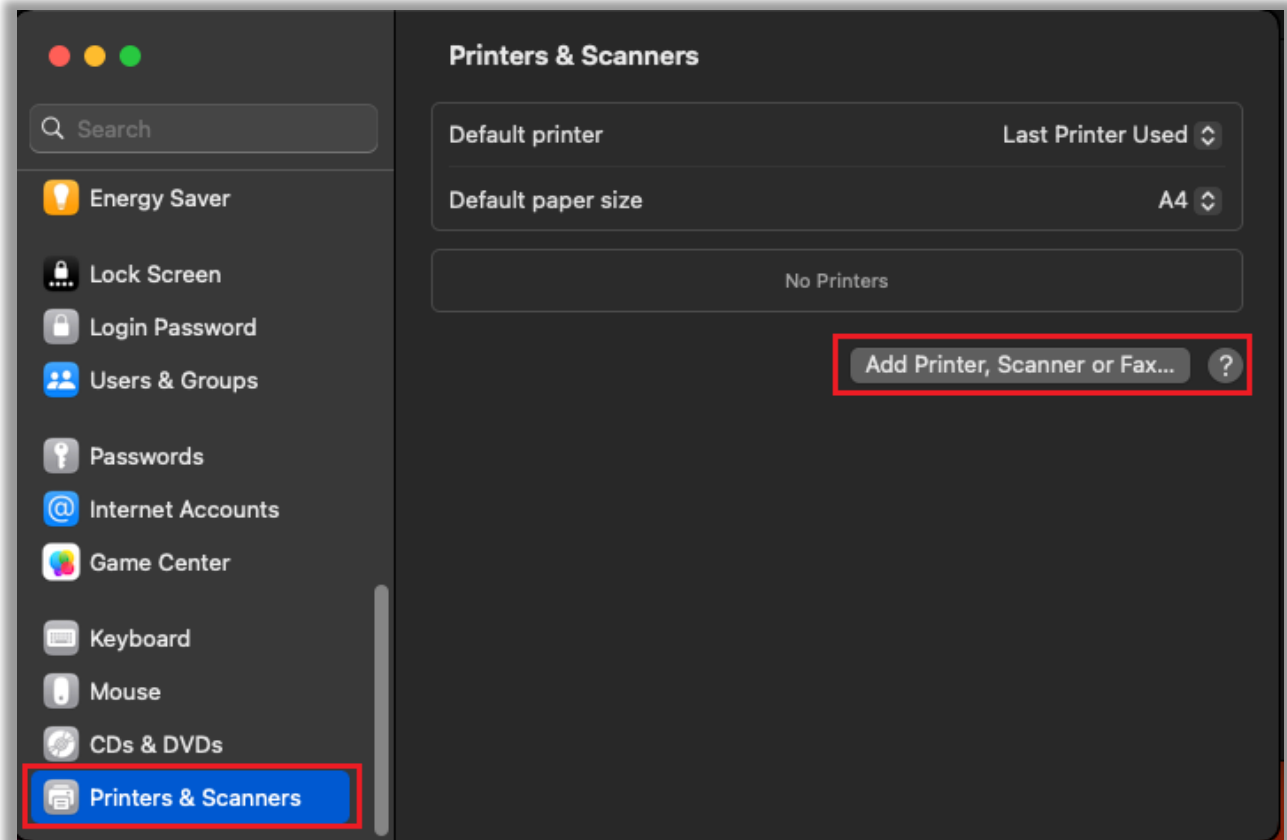 Search
Energy Saver
Lock Screen
Login Password
Users & Groups
Passwords
Internet Accounts
Game Center
Keyboard
Mouse
CDs & DVDs
Printers & Scanners
Printers & Scanners
Default printer Last Printer Used
Default paper size A4
No Printers
Add Printer, Scanner or Fax... ?